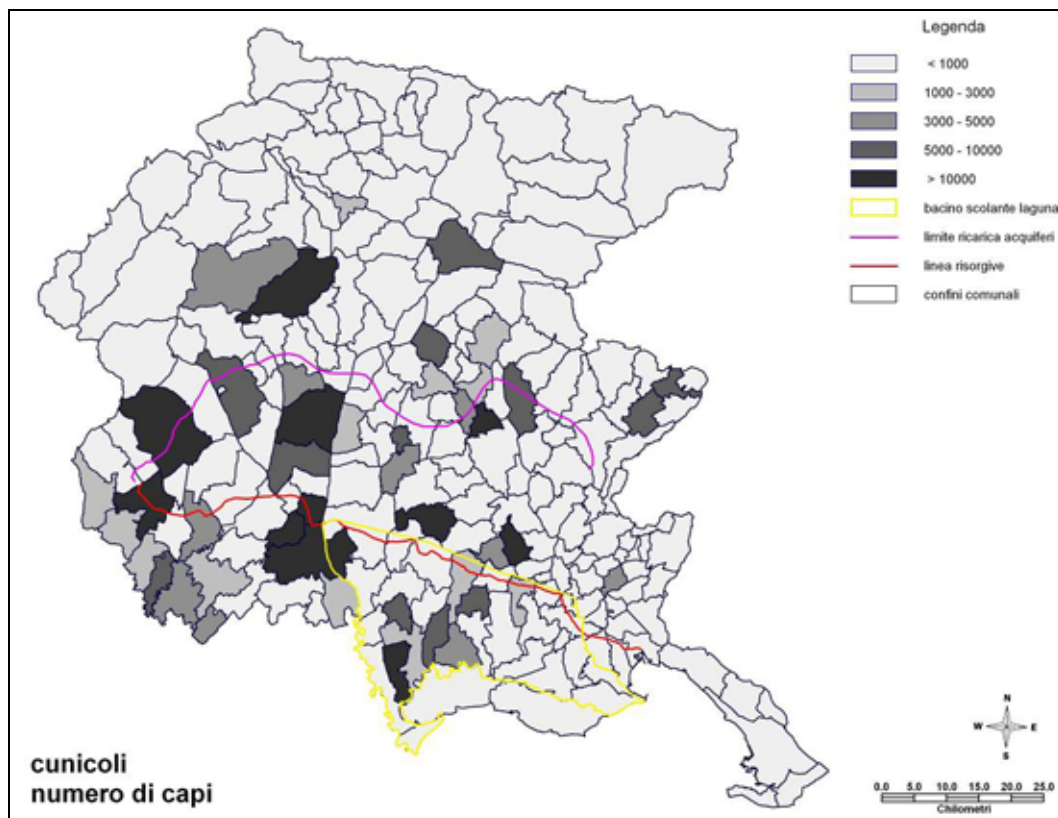 Legenda
< 1000
1000 - 3000
3000 - 5000
5000 - 10000
> 10000
bacino scolante laguna
limite ricarica acquiferi
linea risorgive
confini comunali
cunicoli
numero di capi
N
W E
S
0.0 5.0 10.0 15.0 20.0 25.0
Chilometri